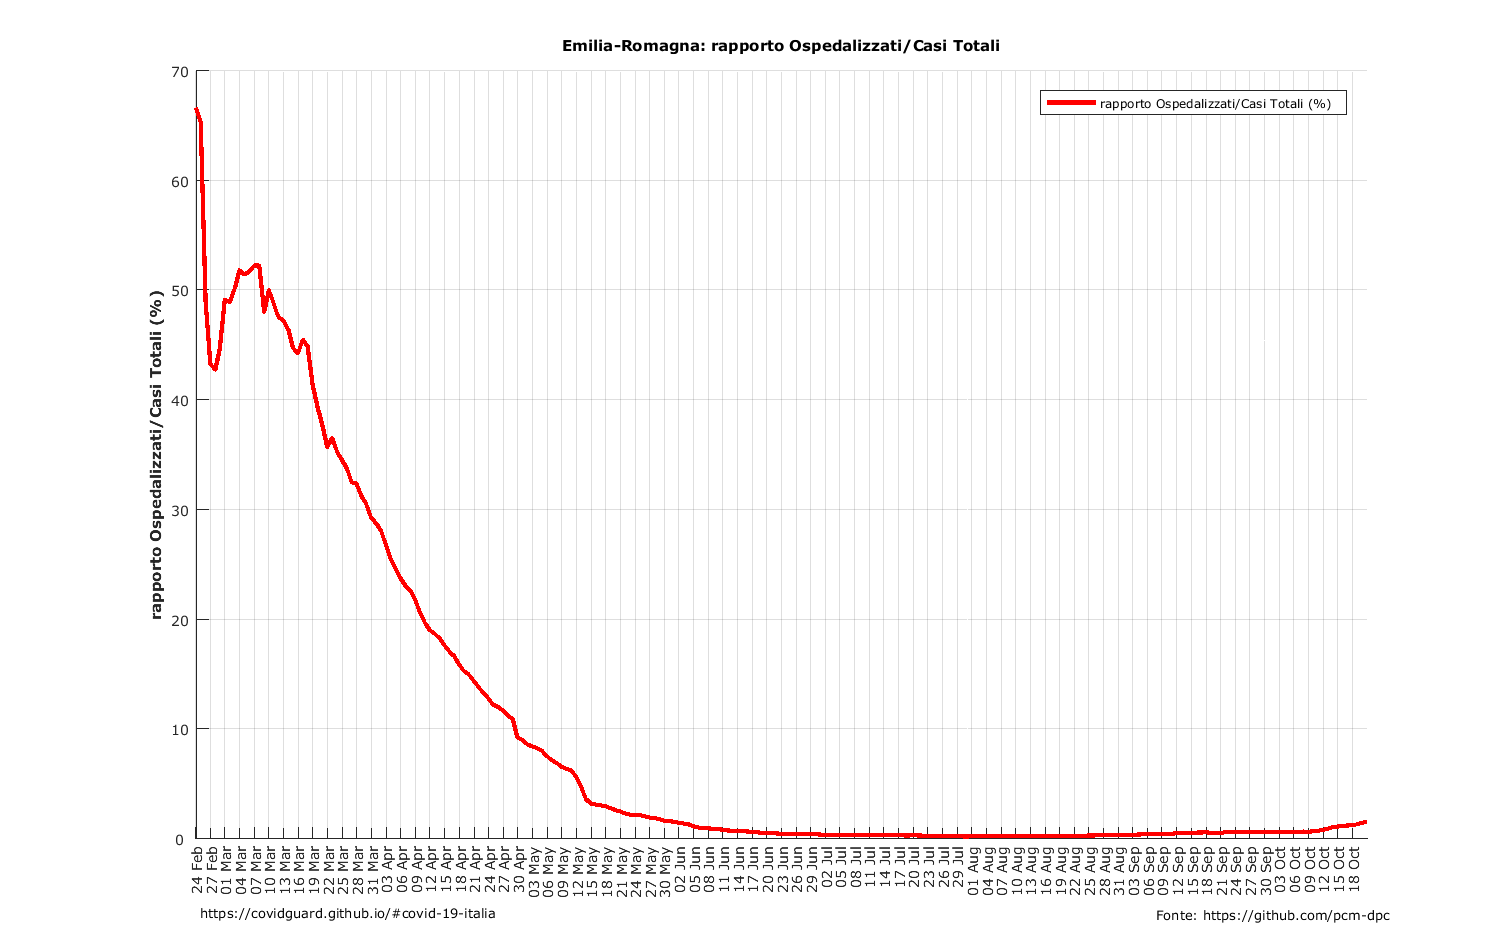 Emilia-Romagna: rapporto Ospedalizzati/Casi Totali
rapporto Ospedalizzati/Casi Totali (%)
rapporto Ospedalizzati/Casi Totali (%)
70
60
50
40
30
20
10
0
24 Feb
27 Feb
01 Mar
04 Mar
07 Mar
10 Mar
13 Mar
16 Mar
19 Mar
22 Mar
25 Mar
28 Mar
31 Mar
03 Apr
06 Apr
09 Apr
12 Apr
15 Apr
18 Apr
21 Apr
24 Apr
27 Apr
30 Apr
03 May
06 May
09 May
12 May
15 May
18 May
21 May
24 May
27 May
30 May
02 Jun
05 Jun
08 Jun
11 Jun
14 Jun
17 Jun
20 Jun
23 Jun
26 Jun
29 Jun
02 Jul
05 Jul
08 Jul
11 Jul
14 Jul
17 Jul
20 Jul
23 Jul
26 Jul
29 Jul
01 Aug
04 Aug
07 Aug
10 Aug
13 Aug
16 Aug
19 Aug
22 Aug
25 Aug
28 Aug
31 Aug
03 Sep
06 Sep
09 Sep
12 Sep
15 Sep
18 Sep
21 Sep
24 Sep
27 Sep
30 Sep
03 Oct
06 Oct
09 Oct
12 Oct
15 Oct
18 Oct
https://covidguard.github.io/#covid-19-italia
Fonte: https://github.com/pcm-dpc